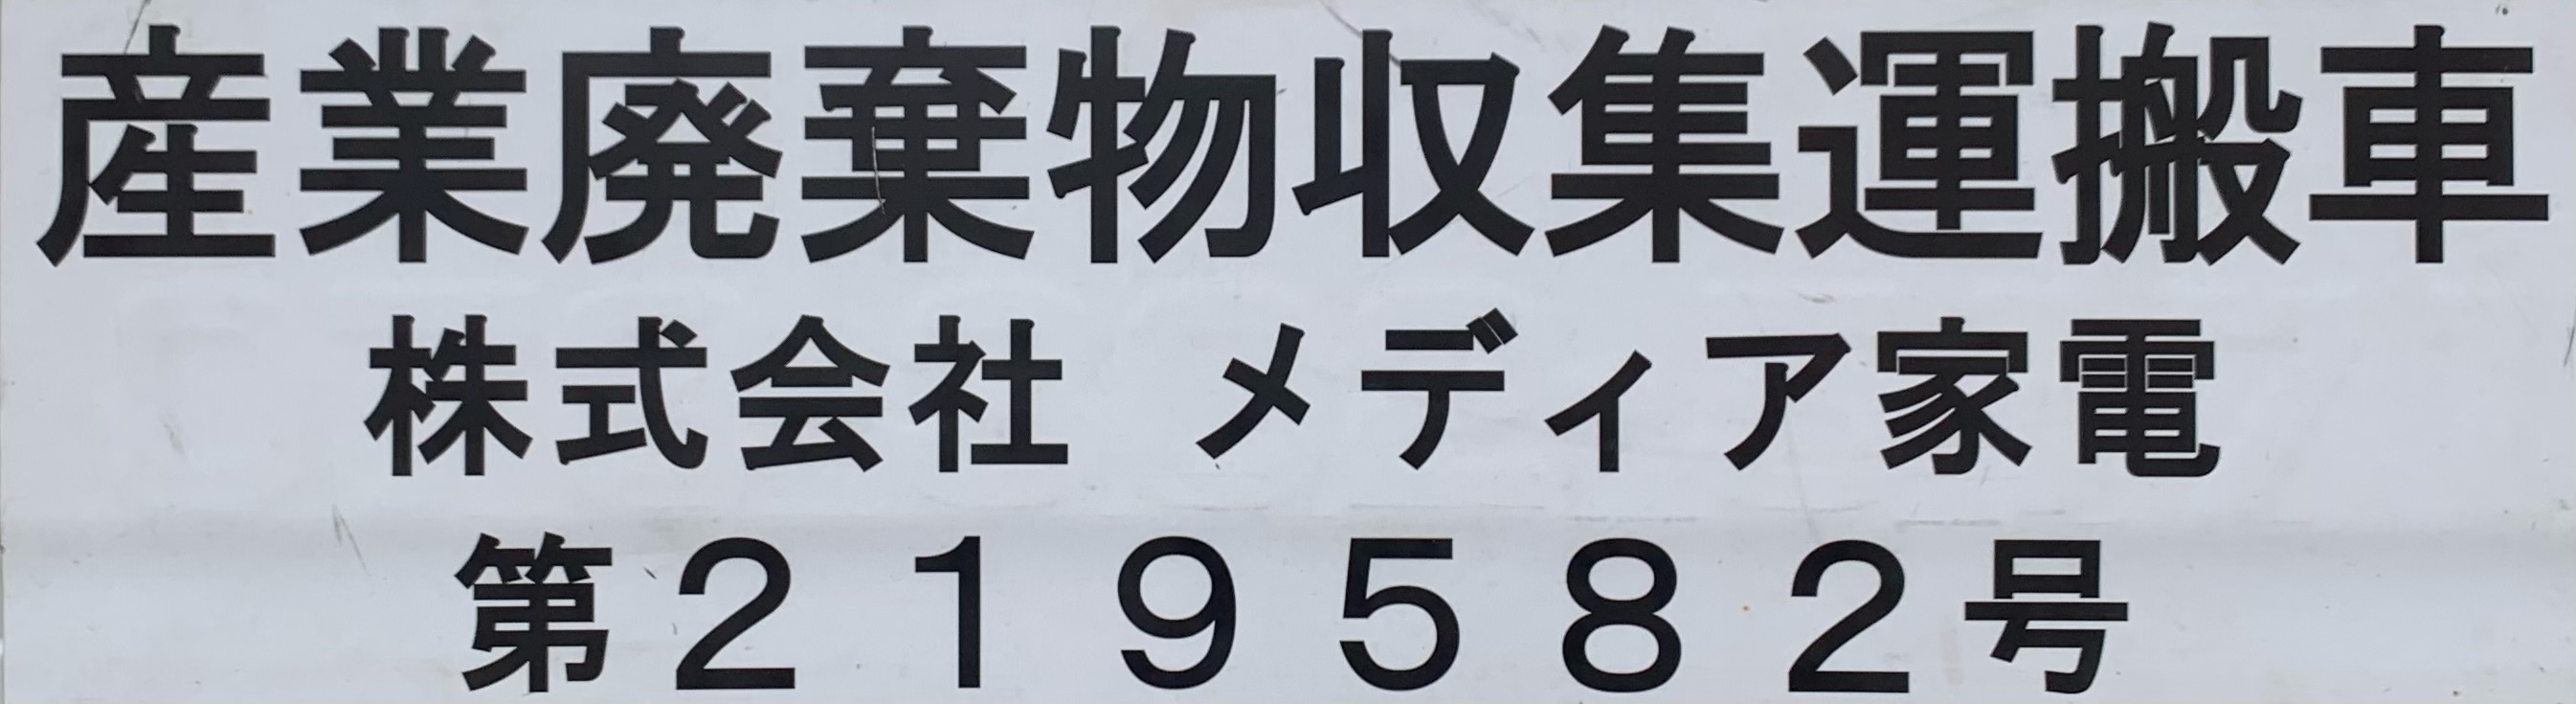 産業廃棄物収集運搬車
株式会社 メディア家電
第２１９５８２号